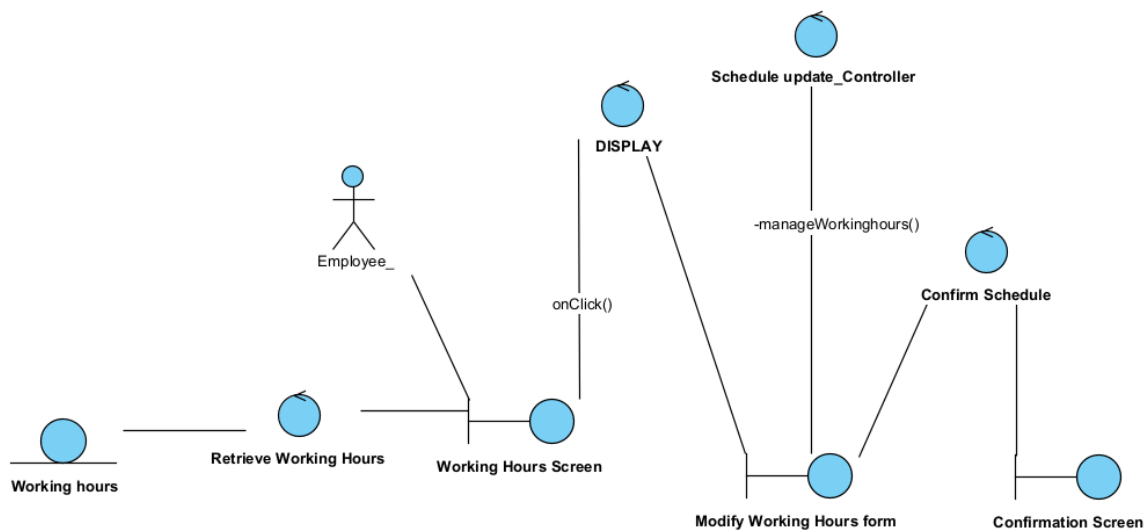 Schedule update_Controller
DISPLAY
-manageWorkinghours()
Employee_
Confirm Schedule
onClick()
Retrieve Working Hours
Working Hours Screen
Working hours
Modify Working Hours form
Confirmation Screen